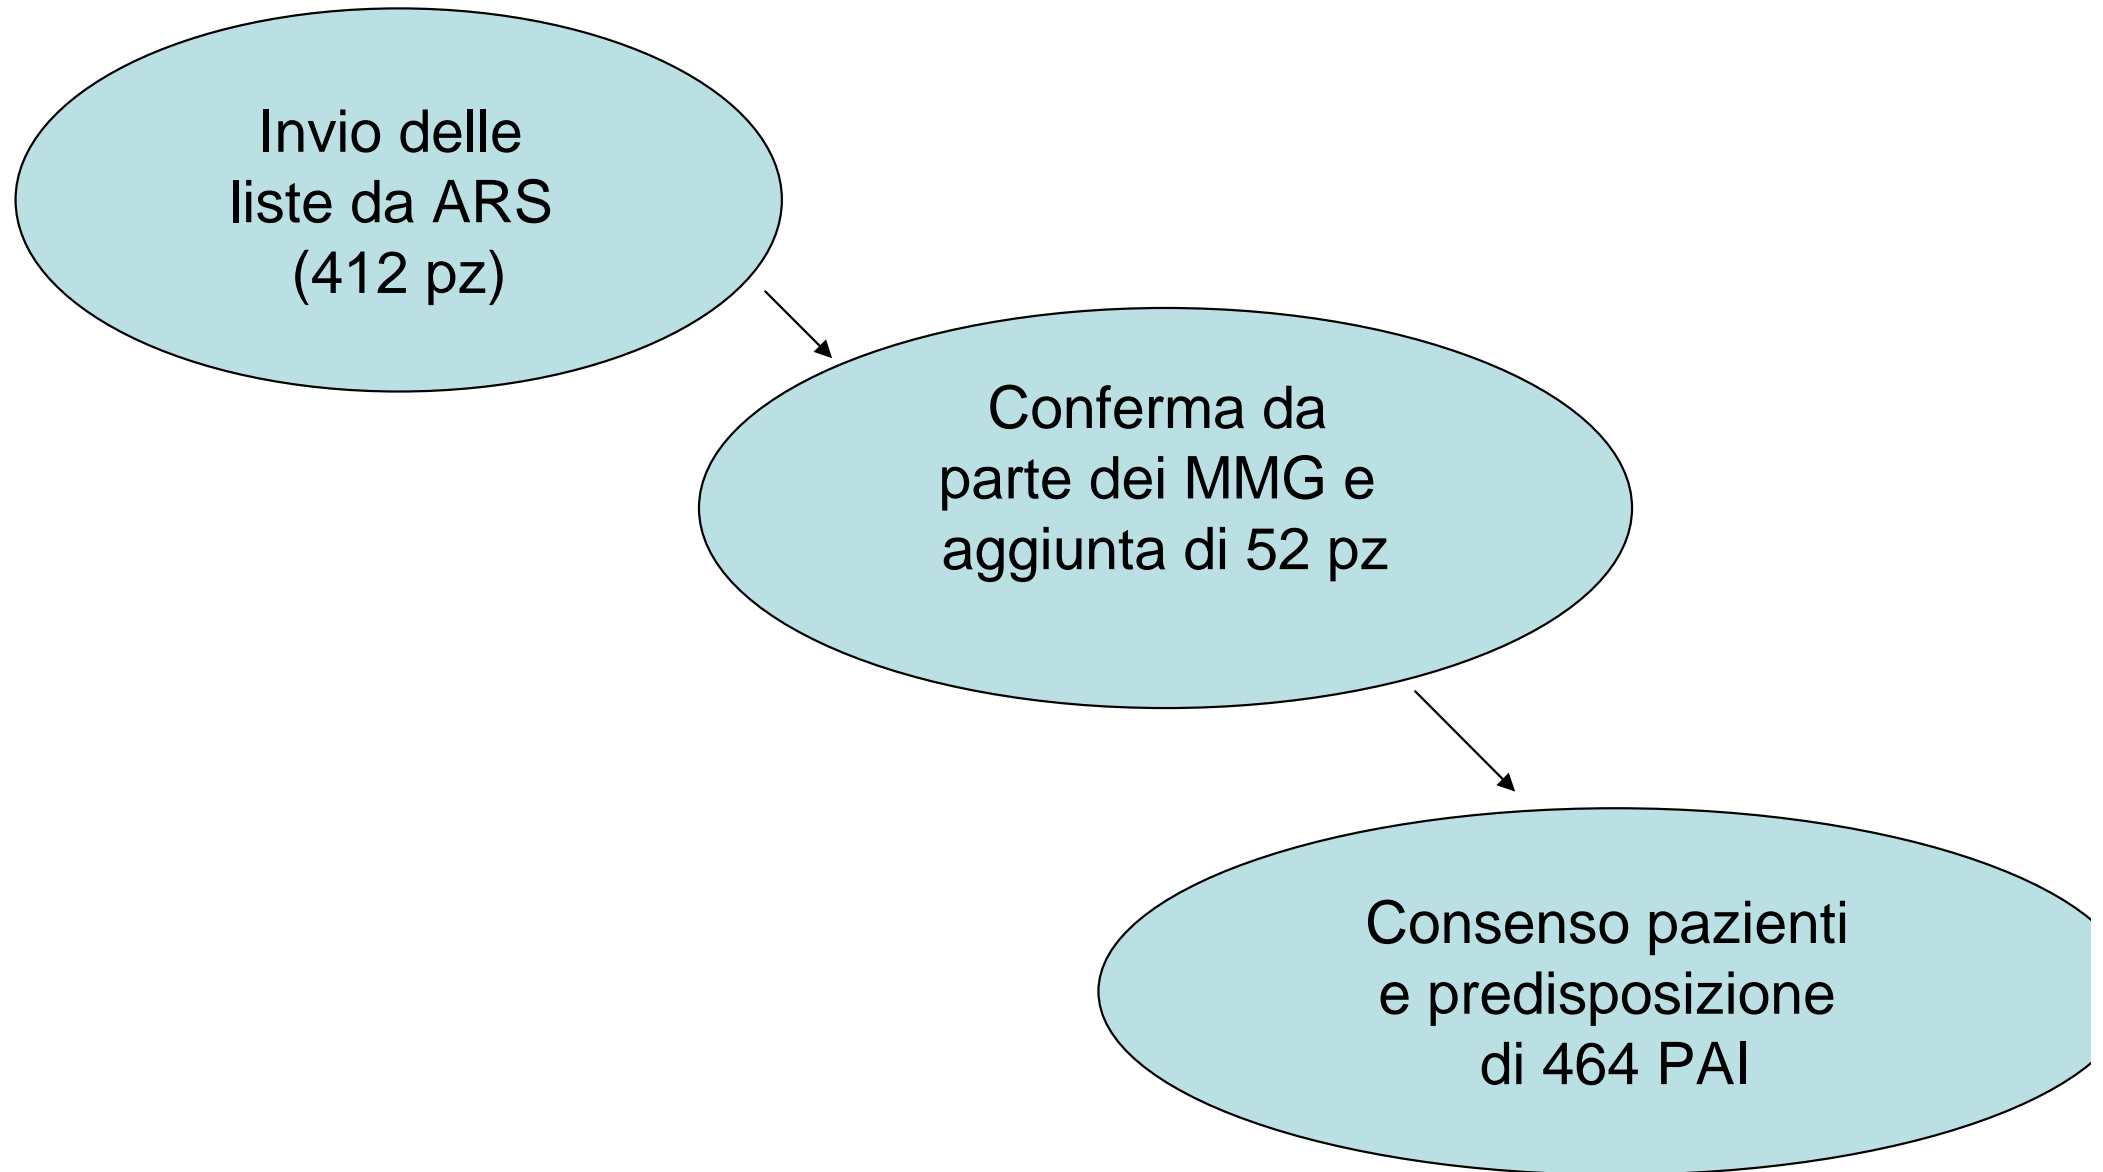 Invio delle
liste da ARS
(412 pz)
Conferma da
parte dei MMG e
aggiunta di 52 pz
Consenso pazienti
e predisposizione
di 464 PAI